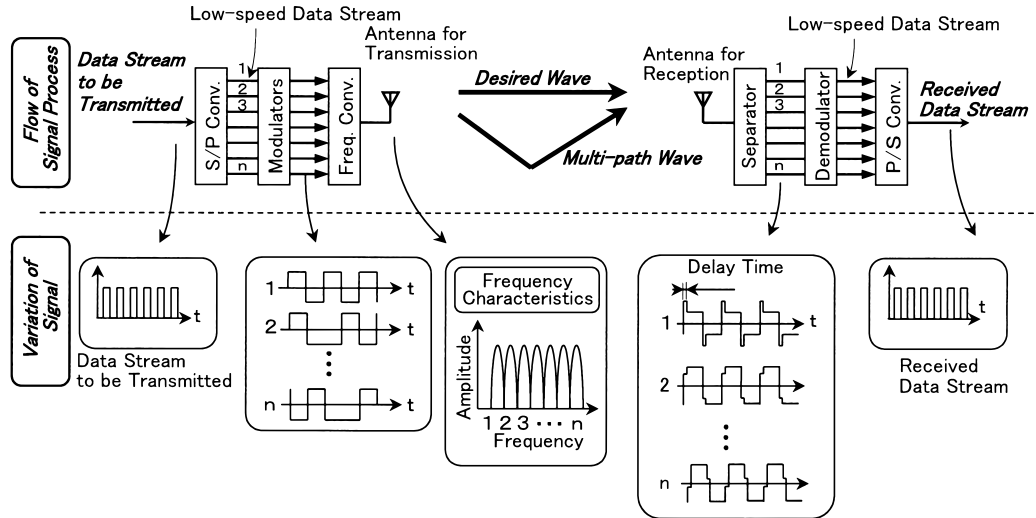 Flow of
Signal Process
Low-speed Data Stream
Data Stream
to be
Transmitted
S/P Conv.
1
2
3
n
Modulators
Freq. Conv.
Antenna for
Transmission
Desired Wave
Multi-path Wave
Antenna for
Reception
Separator
1
2
3
n
Demodulator
Low-speed Data Stream
P/S Conv.
Received
Data Stream
Variation of
Signal
t
Data Stream
to be Transmitted
1
t
2
t
n
t
Frequency
Characteristics
Amplitude
1 2 3 ··· n
Frequency
Delay Time
1
t
2
n
t
Received
Data Stream